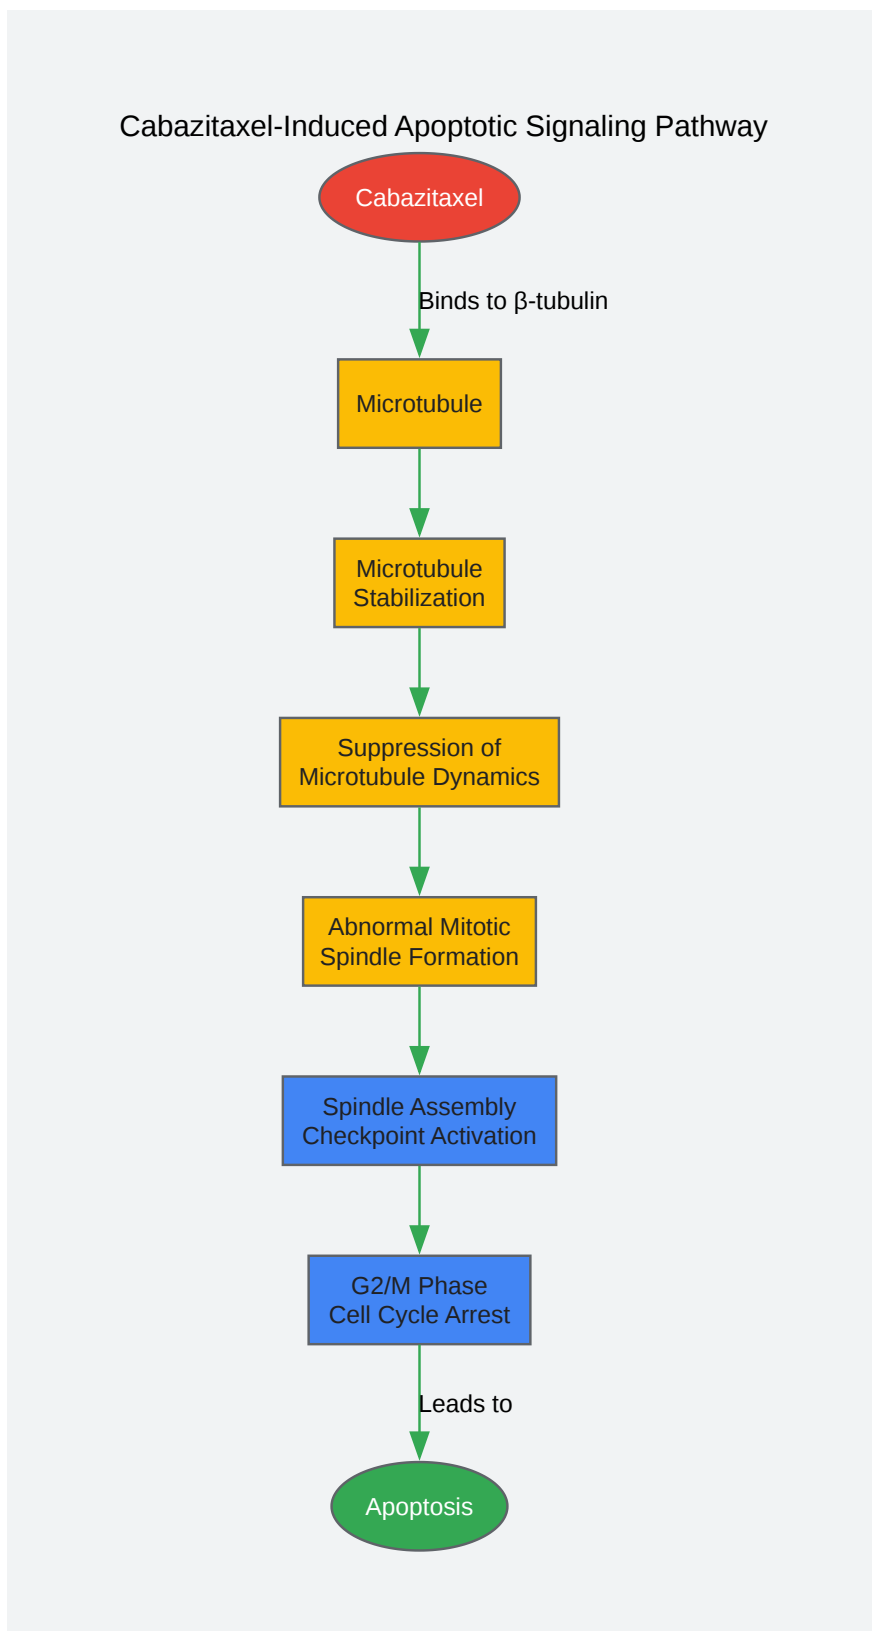 Cabazitaxel-Induced Apoptotic Signaling Pathway
Cabazitaxel
Binds to β-tubulin
Microtubule
Microtubule
Stabilization
Suppression of
Microtubule Dynamics
Abnormal Mitotic
Spindle Formation
Spindle Assembly
Checkpoint Activation
G2/M Phase
Cell Cycle Arrest
Leads to
Apoptosis